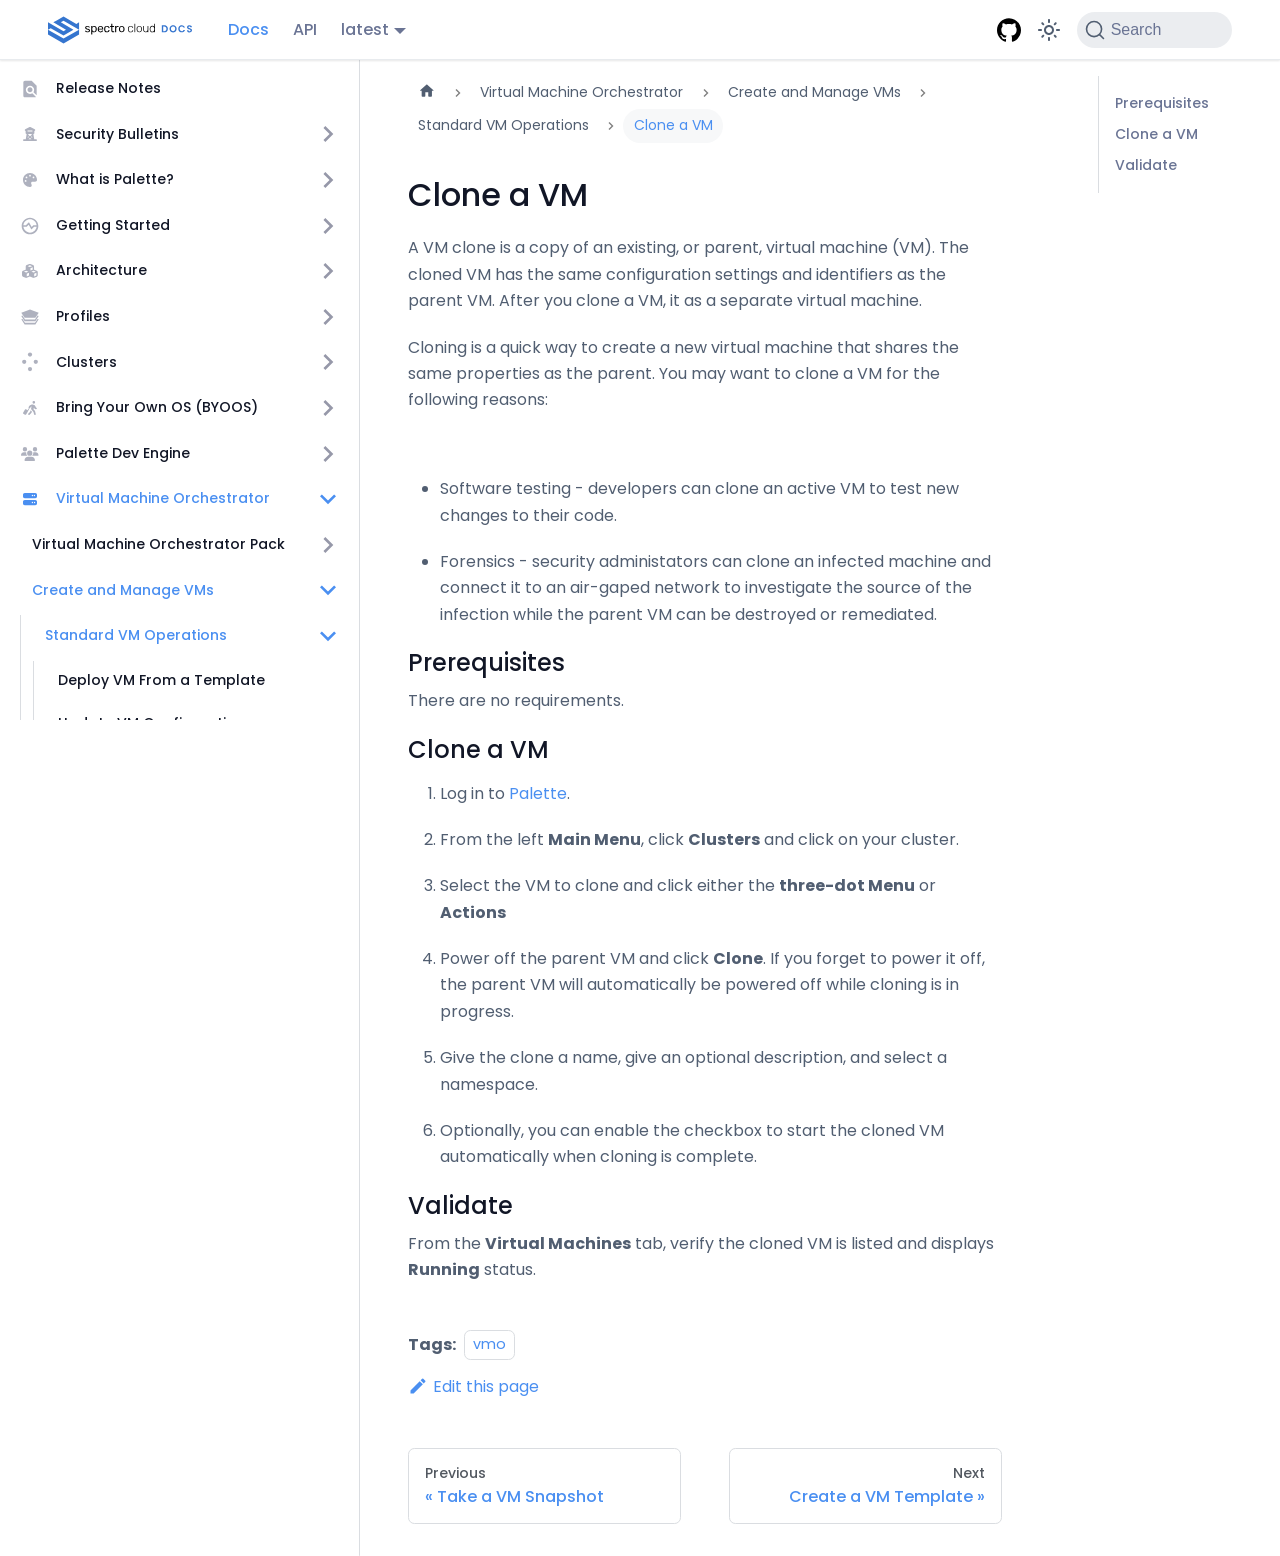 spectro cloud DOCS
Docs
API
latest
Search
Release Notes
Security Bulletins
What is Palette?
Getting Started
Architecture
Profiles
Clusters
Bring Your Own OS (BYOOS)
Palette Dev Engine
Virtual Machine Orchestrator
Virtual Machine Orchestrator Pack
Create and Manage VMs
Standard VM Operations
Deploy VM From a Template
Virtual Machine Orchestrator
Create and Manage VMs
Standard VM Operations
Clone a VM
Clone a VM
A VM clone is a copy of an existing, or parent, virtual machine (VM). The
cloned VM has the same configuration settings and identifiers as the
parent VM. After you clone a VM, it as a separate virtual machine.
Cloning is a quick way to create a new virtual machine that shares the
same properties as the parent. You may want to clone a VM for the
following reasons:
Software testing - developers can clone an active VM to test new
changes to their code.
Forensics - security administators can clone an infected machine and
connect it to an air-gaped network to investigate the source of the
infection while the parent VM can be destroyed or remediated.
Prerequisites
There are no requirements.
Clone a VM
1. Log in to Palette.
2. From the left Main Menu, click Clusters and click on your cluster.
3. Select the VM to clone and click either the three-dot Menu or
Actions
4. Power off the parent VM and click Clone. If you forget to power it off,
the parent VM will automatically be powered off while cloning is in
progress.
5. Give the clone a name, give an optional description, and select a
namespace.
6. Optionally, you can enable the checkbox to start the cloned VM
automatically when cloning is complete.
Validate
From the Virtual Machines tab, verify the cloned VM is listed and displays
Running status.
Tags: vmo
Edit this page
Previous
« Take a VM Snapshot
Next
Create a VM Template »
Prerequisites
Clone a VM
Validate